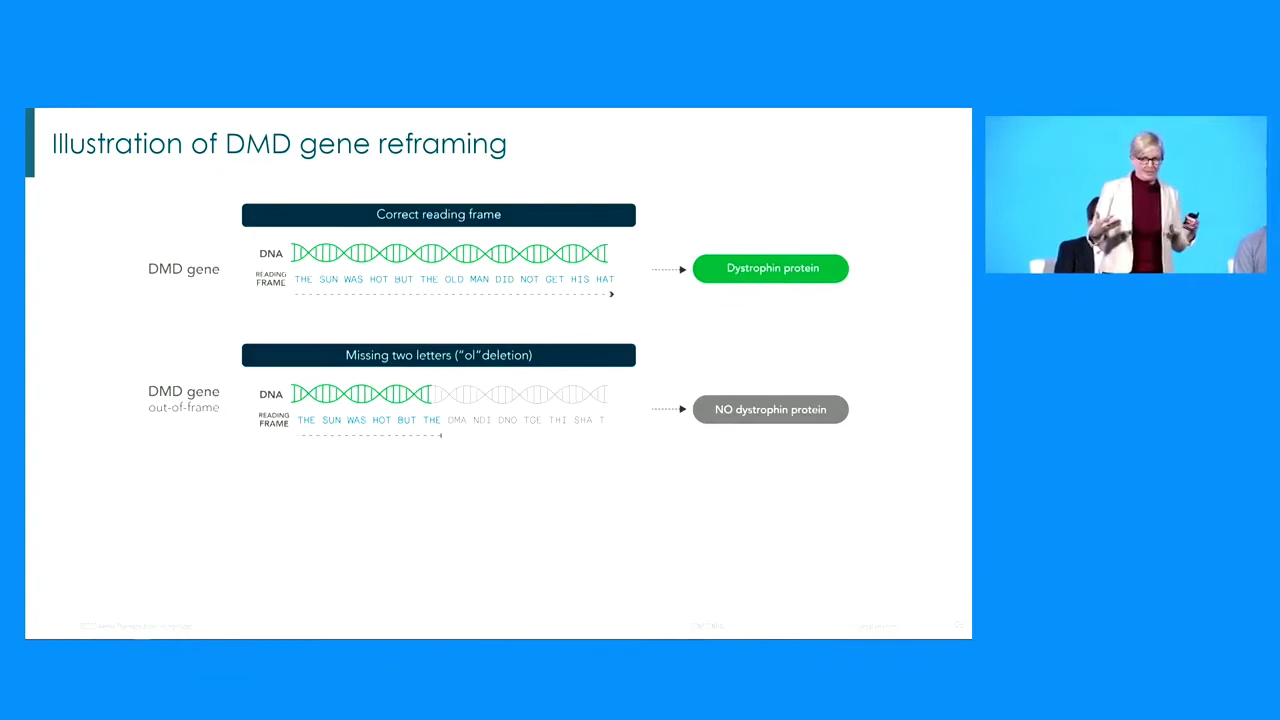 Illustration of DMD gene reframing
Correct reading frame
DMD gene
DNA
READING
FRAME
THE SUN WAS HOT BUT THE OLD MAN DID NOT GET HIS HAT
Dystrophin protein
Missing two letters ("ol"deletion)
DMD gene
out-of-frame
DNA
READING
FRAME
THE SUN WAS HOT BUT THE DMA NDI DNO TGE THI SHA T
NO dystrophin protein